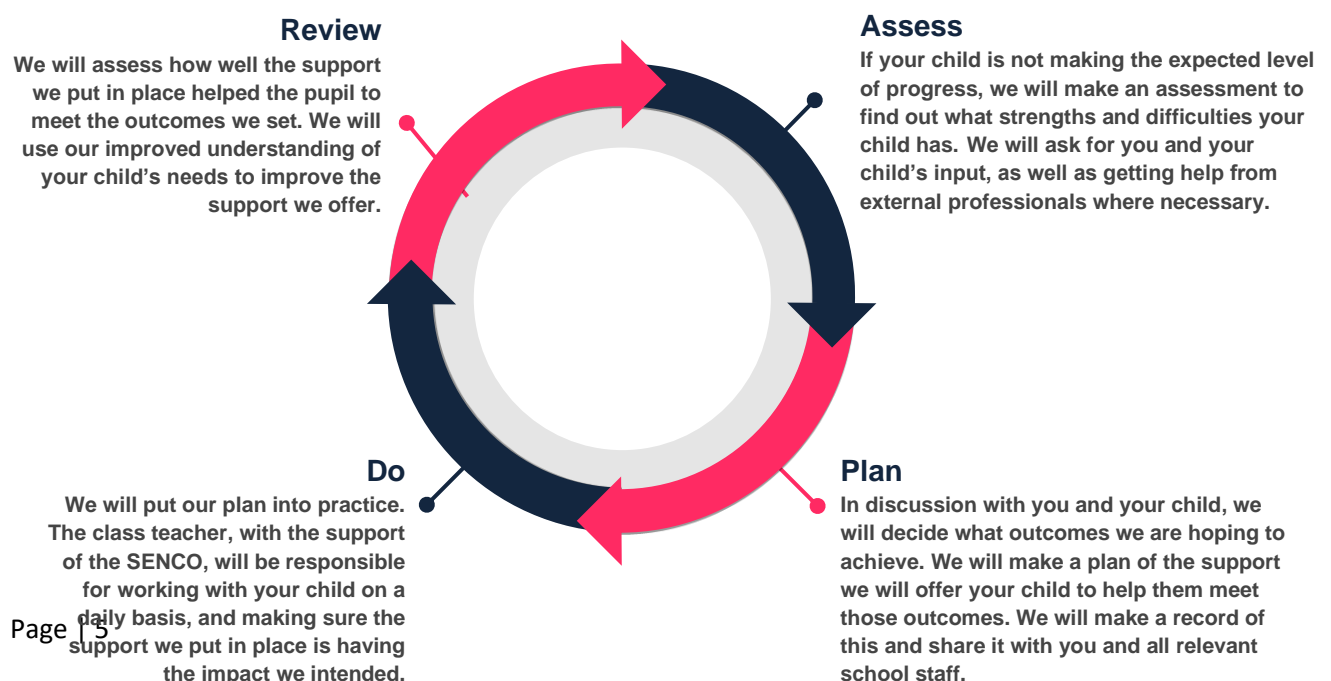 Review
We will assess how well the support
we put in place helped the pupil to
meet the outcomes we set. We will
use our improved understanding of
your child’s needs to improve the
support we offer.
Assess
If your child is not making the expected level
of progress, we will make an assessment to
find out what strengths and difficulties your
child has. We will ask for you and your
child’s input, as well as getting help from
external professionals where necessary.
Do
We will put our plan into practice.
The class teacher, with the support
of the SENCO, will be responsible
for working with your child on a
daily basis, and making sure the
support we put in place is having
the impact we intended.
Plan
In discussion with you and your child, we
will decide what outcomes we are hoping to
achieve. We will make a plan of the support
we will offer your child to help them meet
those outcomes. We will make a record of
this and share it with you and all relevant
school staff.
Page | 5